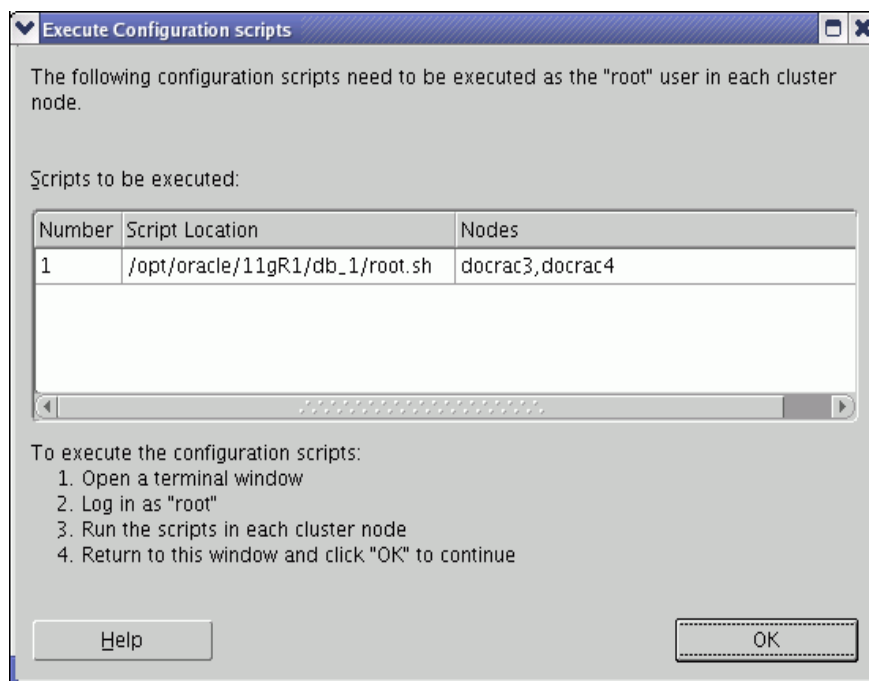 Execute Configuration scripts
The following configuration scripts need to be executed as the "root" user in each cluster
node.
Scripts to be executed:
Number Script Location Nodes
1 /opt/oracle/11gR1/db_1/root.sh docrac3,docrac4
To execute the configuration scripts:
1. Open a terminal window
2. Log in as "root"
3. Run the scripts in each cluster node
4. Return to this window and click "OK" to continue
Help OK